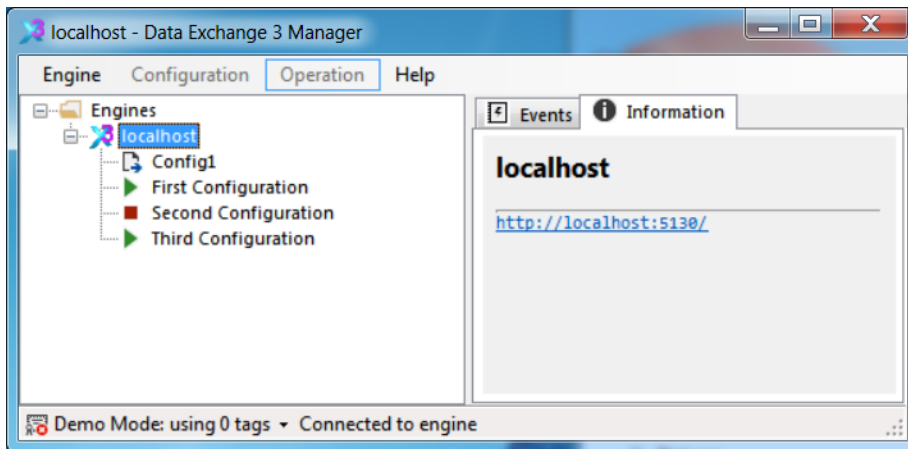 localhost - Data Exchange 3 Manager
Engine Configuration Operation Help
Engines
localhost
Config1
First Configuration
Second Configuration
Third Configuration
Events Information
localhost
http://localhost:5130/
Demo Mode: using 0 tags Connected to engine